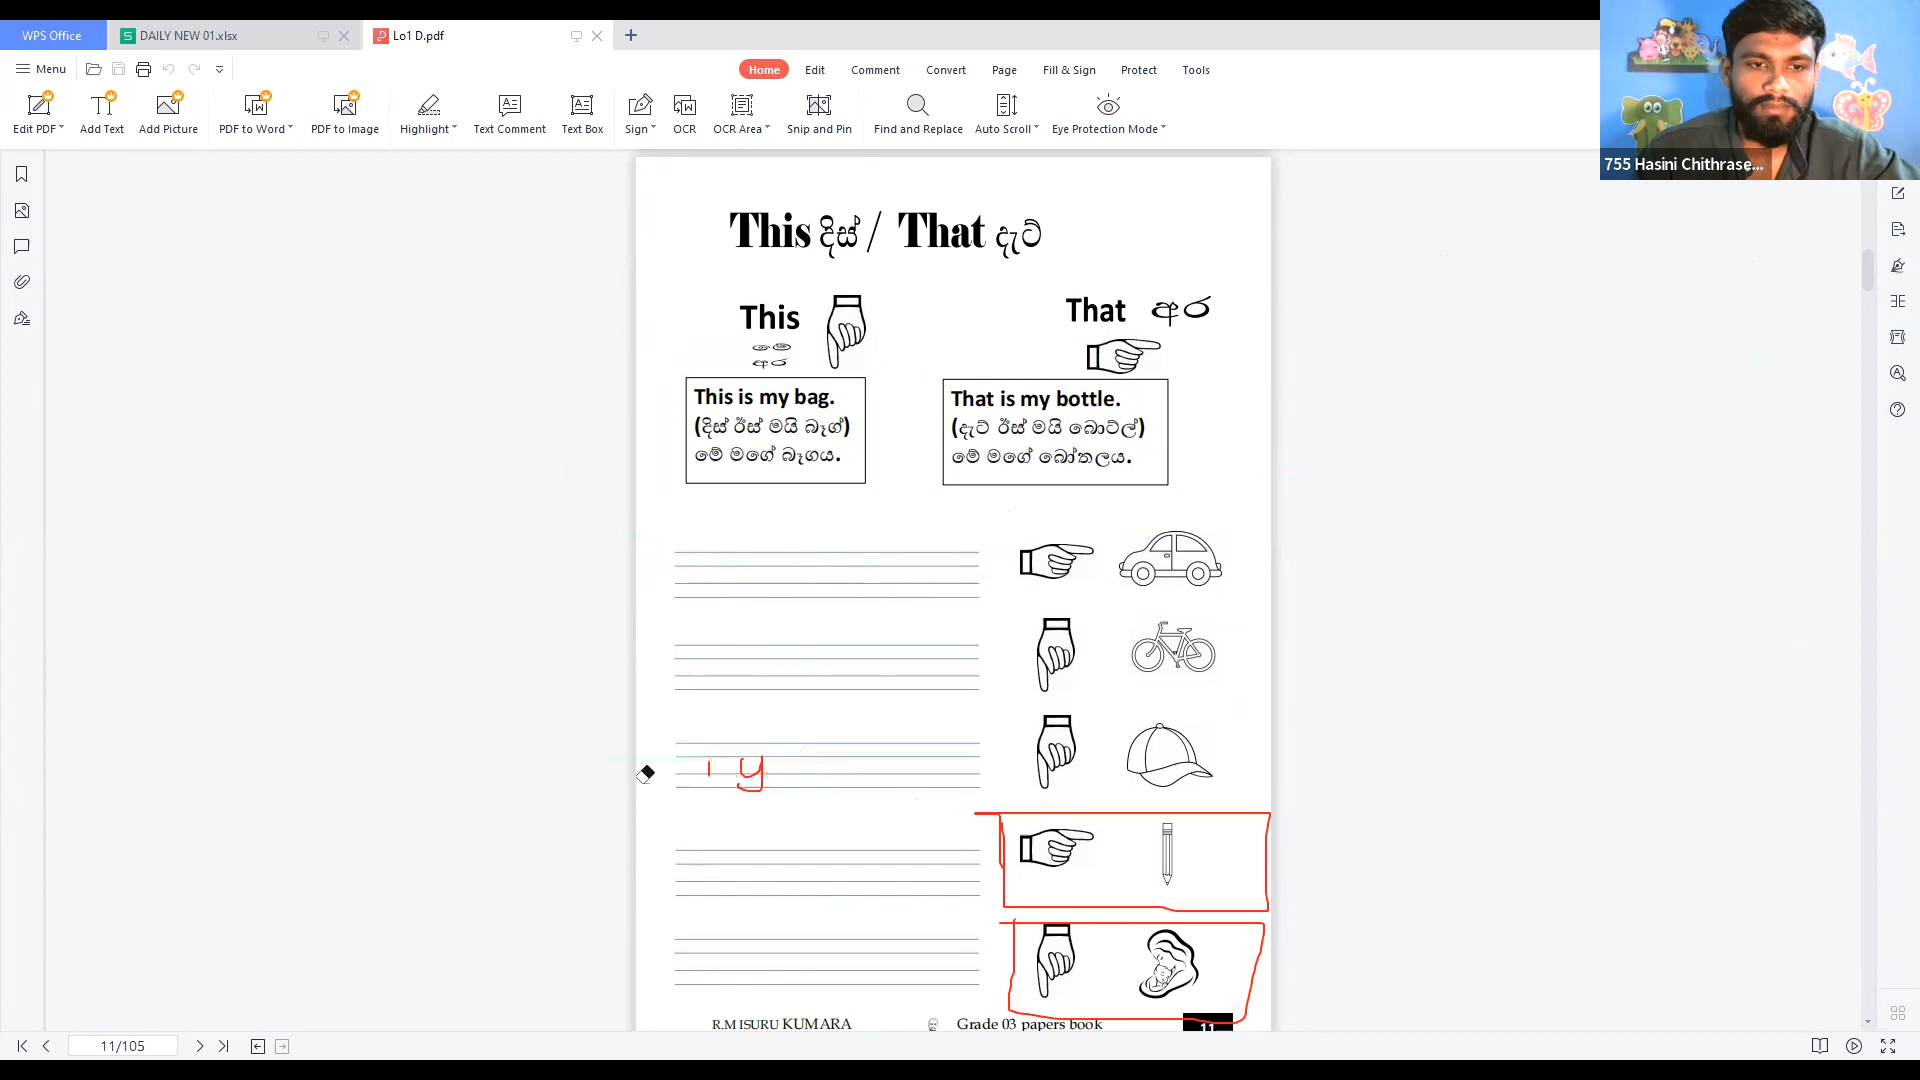 WPS Office
DAILY NEW 01.xlsx
Lo1 D.pdf
Menu
Home Edit Comment Convert Page Fill & Sign Protect Tools
Edit PDF Add Text Add Picture PDF to Word PDF to Image Highlight Text Comment Text Box Sign OCR OCR Area Snip and Pin Find and Replace Auto Scroll Eye Protection Mode
755 Hasini Chithrase...
This දිස් / That දැට්
This
That අර
අර
This is my bag.
(දිස් ඊස් මයි බෑග්)
මේ මගේ බෑගය.
That is my bottle.
(දැට් ඊස් මයි බොට්ල්)
මේ මගේ බෝතලය.
ı y
R.M ISURU KUMARA
Grade 03 papers book
11
11/105